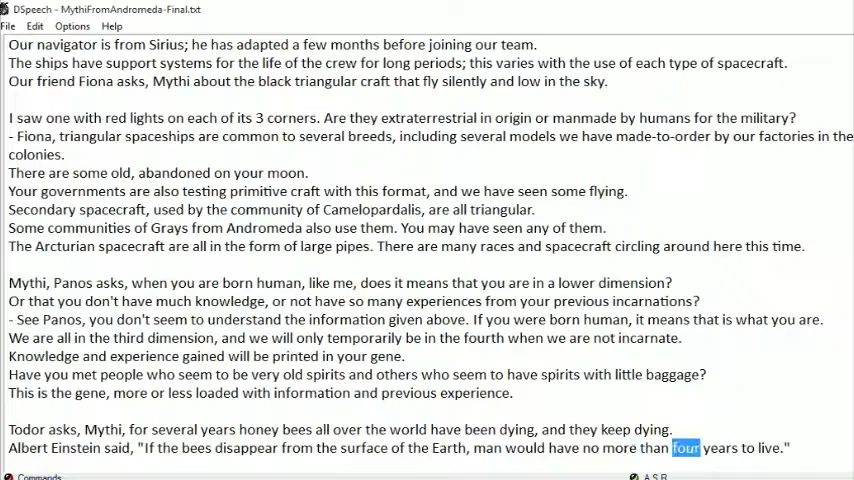 DSpeech - MythiFromAndromeda-Final.txt
File Edit Options Help
Our navigator is from Sirius; he has adapted a few months before joining our team.
The ships have support systems for the life of the crew for long periods; this varies with the use of each type of spacecraft.
Our friend Fiona asks, Mythi about the black triangular craft that fly silently and low in the sky.
I saw one with red lights on each of its 3 corners. Are they extraterrestrial in origin or manmade by humans for the military?
- Fiona, triangular spaceships are common to several breeds, including several models we have made-to-order by our factories in the
colonies.
There are some old, abandoned on your moon.
Your governments are also testing primitive craft with this format, and we have seen some flying.
Secondary spacecraft, used by the community of Camelopardalis, are all triangular.
Some communities of Grays from Andromeda also use them. You may have seen any of them.
The Arcturian spacecraft are all in the form of large pipes. There are many races and spacecraft circling around here this time.
Mythi, Panos asks, when you are born human, like me, does it means that you are in a lower dimension?
Or that you don't have much knowledge, or not have so many experiences from your previous incarnations?
- See Panos, you don't seem to understand the information given above. If you were born human, it means that is what you are.
We are all in the third dimension, and we will only temporarily be in the fourth when we are not incarnate.
Knowledge and experience gained will be printed in your gene.
Have you met people who seem to be very old spirits and others who seem to have spirits with little baggage?
This is the gene, more or less loaded with information and previous experience.
Todor asks, Mythi, for several years honey bees all over the world have been dying, and they keep dying.
Albert Einstein said, "If the bees disappear from the surface of the Earth, man would have no more than four years to live."
Commands A.S.R.